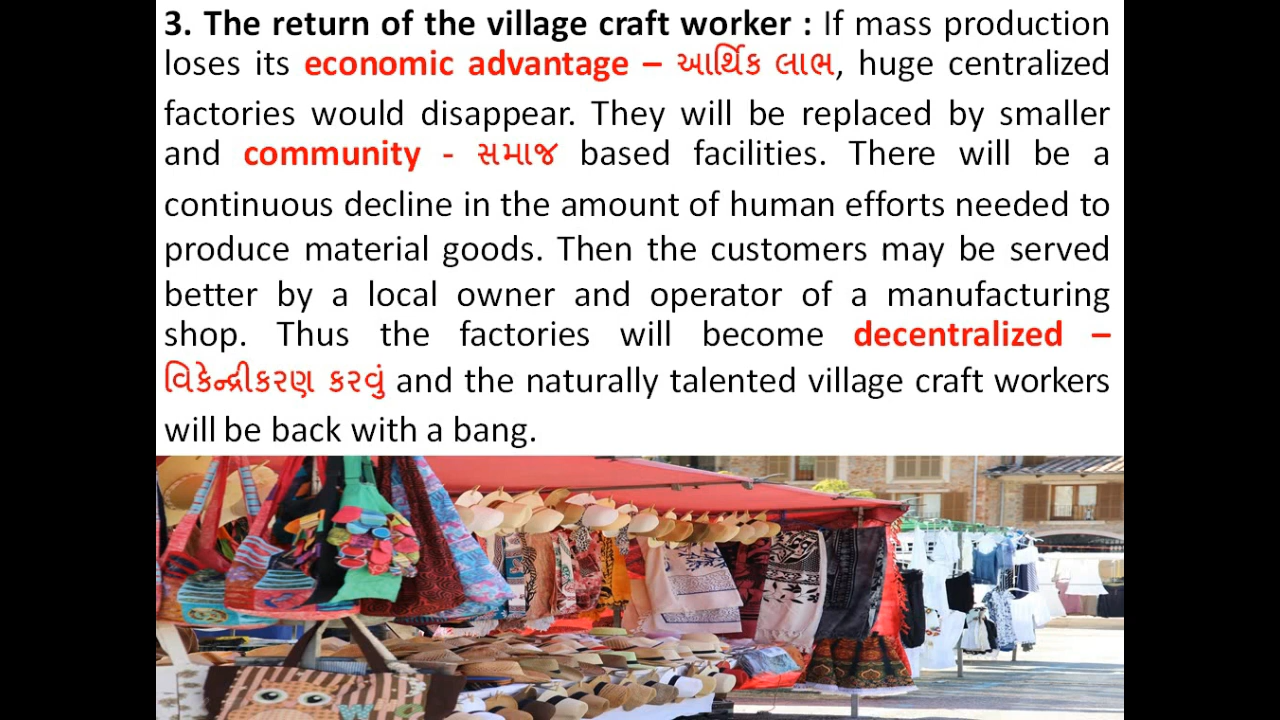 3. The return of the village craft worker : If mass production
loses its economic advantage – આર્થિક લાભ, huge centralized
factories would disappear. They will be replaced by smaller
and community - સમાજ based facilities. There will be a
continuous decline in the amount of human efforts needed to
produce material goods. Then the customers may be served
better by a local owner and operator of a manufacturing
shop. Thus the factories will become decentralized –
વિકેન્દ્રીકરણ કરવું and the naturally talented village craft workers
will be back with a bang.